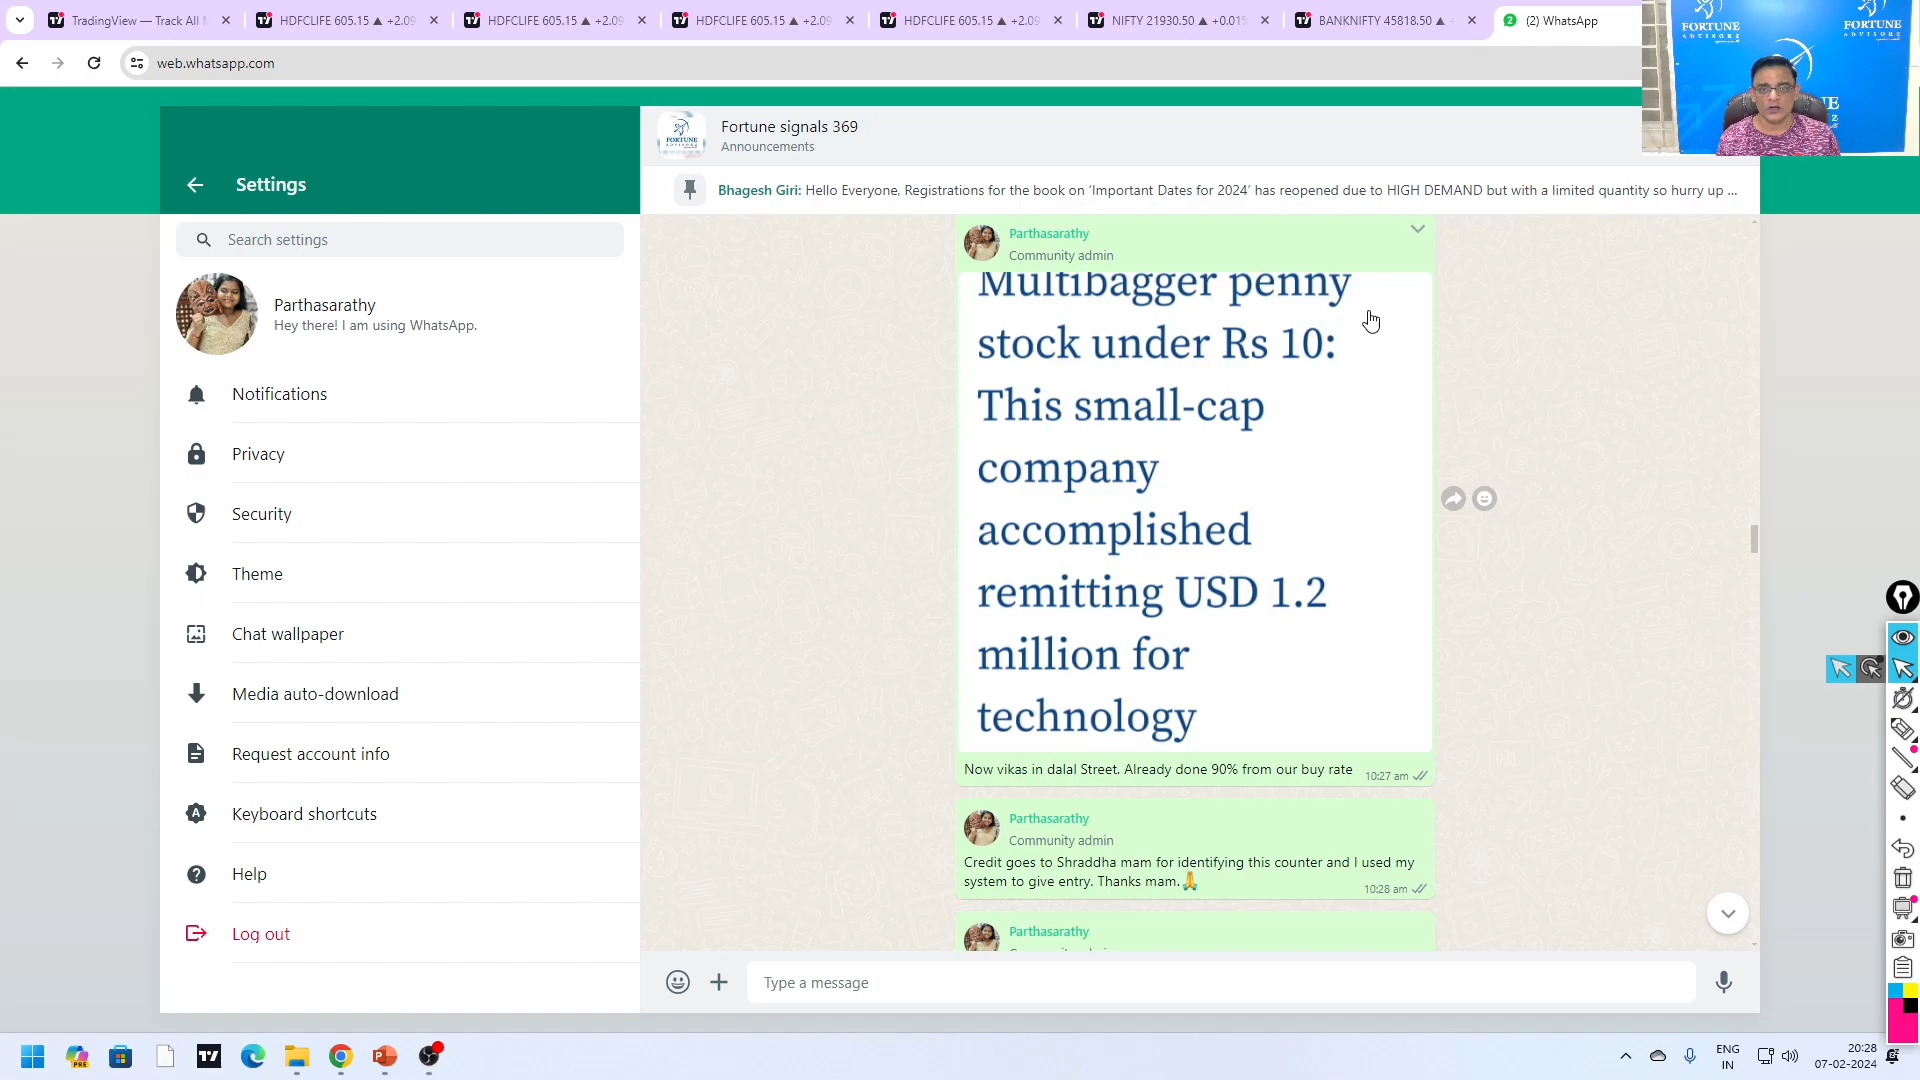 TradingView — Track All M
HDFCLIFE 605.15 ▲ +2.09
HDFCLIFE 605.15 ▲ +2.09
HDFCLIFE 605.15 ▲ +2.09
HDFCLIFE 605.15 ▲ +2.09
NIFTY 21930.50 ▲ +0.01%
BANKNIFTY 45818.50 ▲
2 (2) WhatsApp
web.whatsapp.com
FORTUNE
ADVISORZ
FORTUNE
ADVISORZ
Settings
Search settings
Parthasarathy
Hey there! I am using WhatsApp.
Notifications
Privacy
Security
Theme
Chat wallpaper
Media auto-download
Request account info
Keyboard shortcuts
Help
Log out
FORTUNE
Fortune signals 369
Announcements
Bhagesh Giri: Hello Everyone, Registrations for the book on ‘Important Dates for 2024’ has reopened due to HIGH DEMAND but with a limited quantity so hurry up ...
Parthasarathy
Community admin
Multibagger penny
stock under Rs 10:
This small-cap
company
accomplished
remitting USD 1.2
million for
technology
Now vikas in dalal Street. Already done 90% from our buy rate 10:27 am
Parthasarathy
Community admin
Credit goes to Shraddha mam for identifying this counter and I used my
system to give entry. Thanks mam.🙏 10:28 am
Parthasarathy
Type a message
PRE
ENG
IN
20:28
07-02-2024